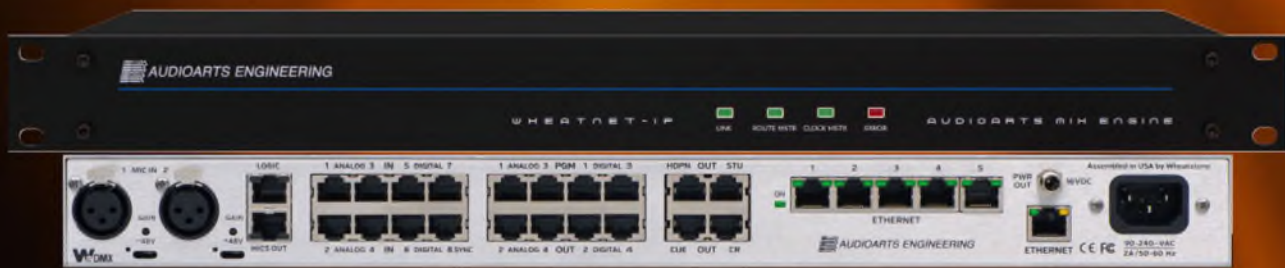 AUDIOARTS ENGINEERING
WHEATNET-IP
LINK ROUTE MSTR CLOCK MSTR ERROR
AUDIOARTS MIX ENGINE
1 MIC IN 2
LOGIC
1 ANALOG 3 IN 5 DIGITAL 7
1 ANALOG 3 PGM 1 DIGITAL 3
HDPN OUT STU
1 2 3 4 5
PWR OUT
16VDC
Assembled in USA by Wheatstone
GAIN
GAIN
ON
ETHERNET
~48V
~48V
MICS OUT
2 ANALOG 4 IN 6 DIGITAL 8 SYNC
2 ANALOG 4 OUT 2 DIGITAL 4
CUE OUT CR
AUDIOARTS ENGINEERING
ETHERNET
CE FC
90-240~VAC
2A/50-60 Hz
DMX